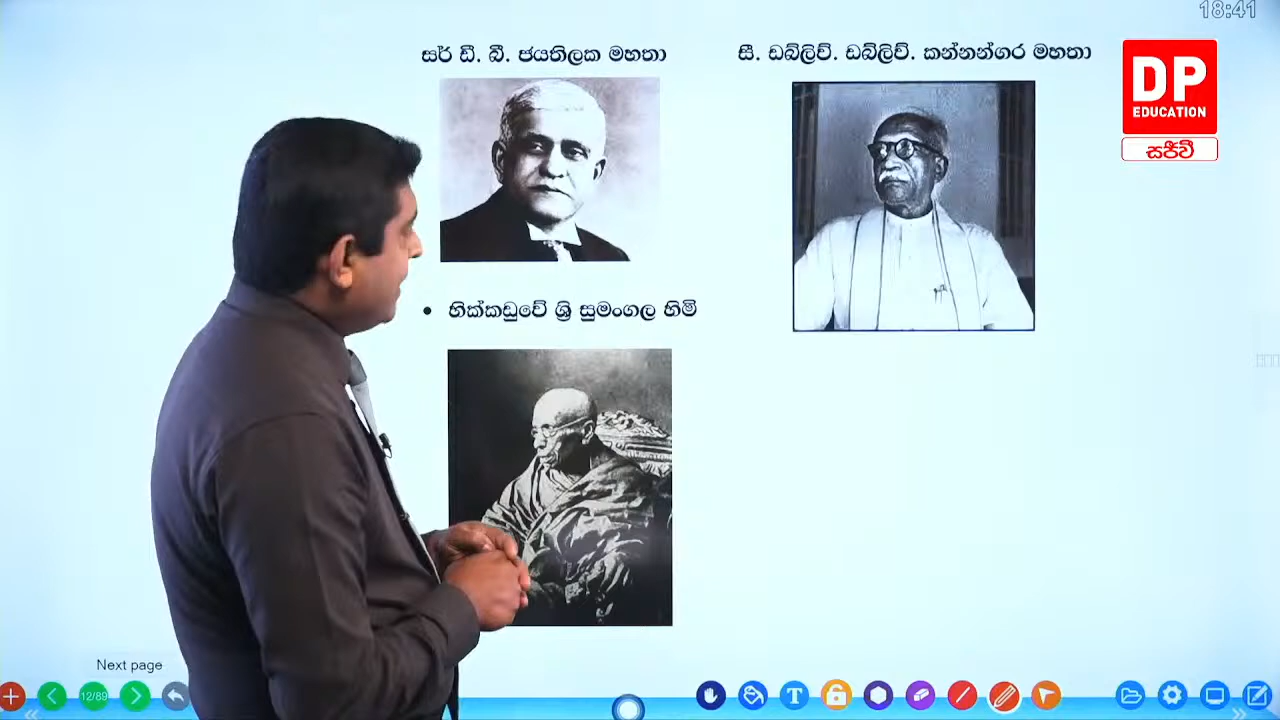 18:41
සර් ඩී. බී. ජයතිලක මහතා
සී. ඩබ්ලිව්. ඩබ්ලිව්. කන්නන්ගර මහතා
DP
EDUCATION
සජීවී
• හික්කඩුවේ ශ්‍රී සුමංගල හිමි
Next page
12/89